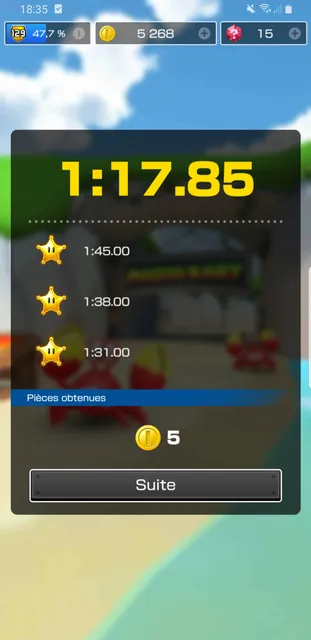 18:35
129 47,7 % i 5 268 + 15 +
1:17.85
1:45.00
1:38.00
1:31.00
Pièces obtenues
5
Suite